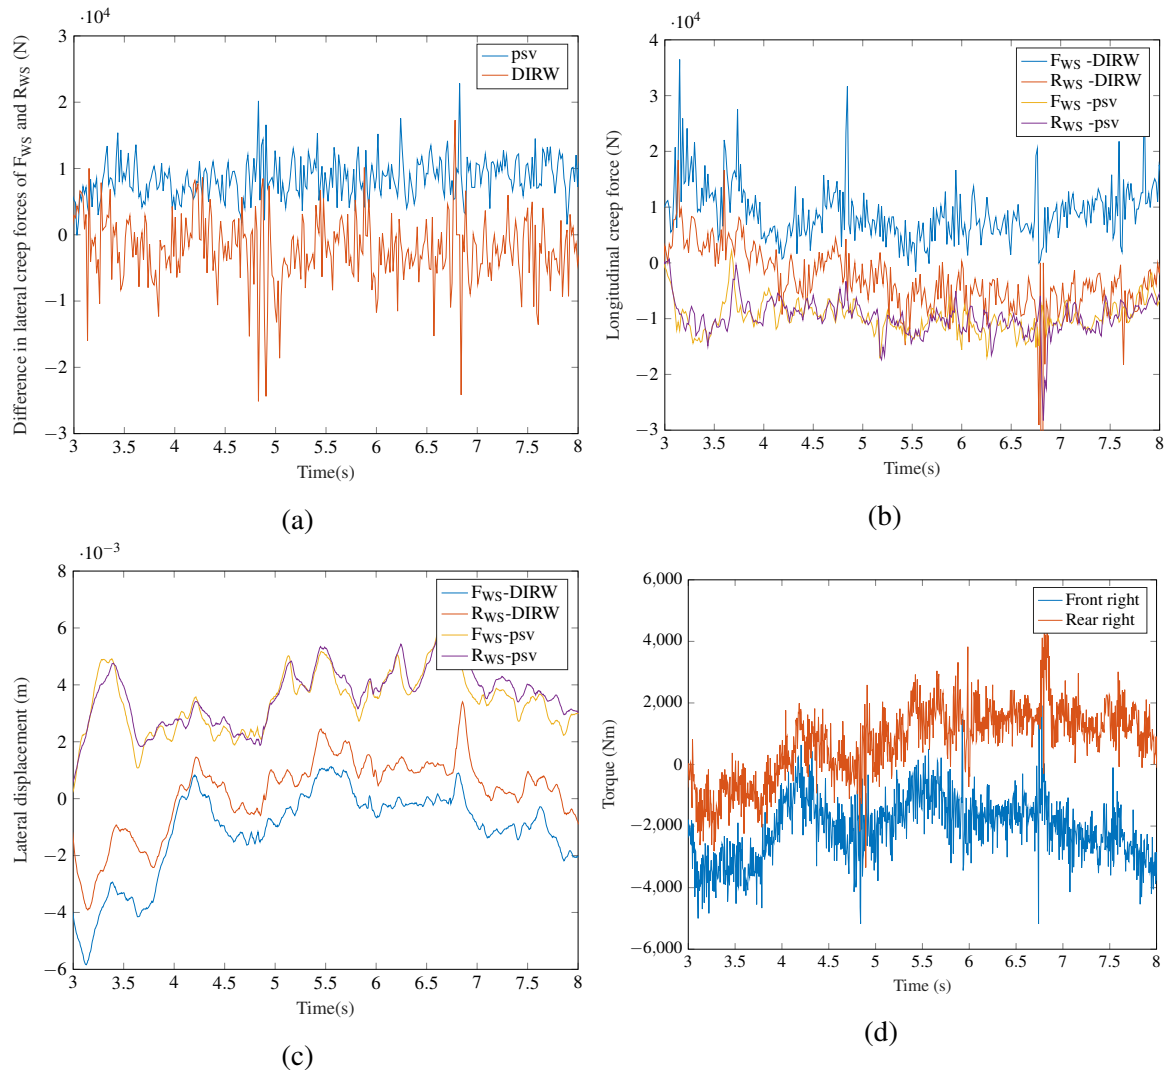 ·10⁴
3
2
1
0
−1
−2
−3
3 3.5 4 4.5 5 5.5 6 6.5 7 7.5 8
Time(s)
Difference in lateral creep forces of F_WS and R_WS (N)
psv
DIRW
(a)
·10⁴
4
3
2
1
0
−1
−2
−3
3 3.5 4 4.5 5 5.5 6 6.5 7 7.5 8
Time(s)
Longitudinal creep force (N)
F_WS -DIRW
R_WS -DIRW
F_WS -psv
R_WS -psv
(b)
·10⁻³
8
6
4
2
0
−2
−4
−6
3 3.5 4 4.5 5 5.5 6 6.5 7 7.5 8
Time(s)
Lateral displacement (m)
F_WS-DIRW
R_WS-DIRW
F_WS-psv
R_WS-psv
(c)
6,000
4,000
2,000
0
−2,000
−4,000
−6,000
3 3.5 4 4.5 5 5.5 6 6.5 7 7.5 8
Time (s)
Torque (Nm)
Front right
Rear right
(d)